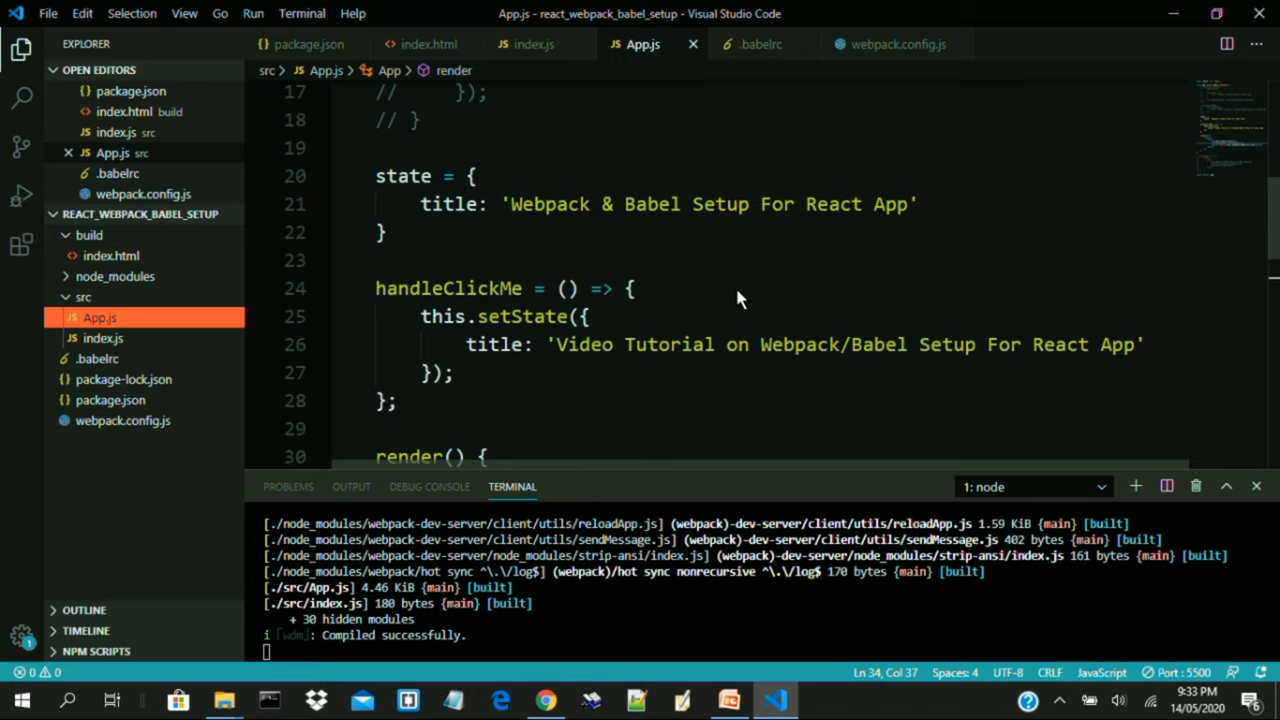 File Edit Selection View Go Run Terminal Help App.js - react_webpack_babel_setup - Visual Studio Code
EXPLORER
OPEN EDITORS
package.json
index.html build
index.js src
App.js src
.babelrc
webpack.config.js
REACT_WEBPACK_BABEL_SETUP
build
index.html
node_modules
src
App.js
index.js
.babelrc
package-lock.json
package.json
webpack.config.js
OUTLINE
TIMELINE
NPM SCRIPTS
package.json index.html index.js App.js .babelrc webpack.config.js
src > App.js > App > render
17 // });
18 // }
19
20 state = {
21 title: 'Webpack & Babel Setup For React App'
22 }
23
24 handleClickMe = () => {
25 this.setState({
26 title: 'Video Tutorial on Webpack/Babel Setup For React App'
27 });
28 };
29
30 render() {
PROBLEMS OUTPUT DEBUG CONSOLE TERMINAL 1: node
[./node_modules/webpack-dev-server/client/utils/reloadApp.js] (webpack)-dev-server/client/utils/reloadApp.js 1.59 KiB {main} [built]
[./node_modules/webpack-dev-server/client/utils/sendMessage.js] (webpack)-dev-server/client/utils/sendMessage.js 402 bytes {main} [built]
[./node_modules/webpack-dev-server/node_modules/strip-ansi/index.js] (webpack)-dev-server/node_modules/strip-ansi/index.js 161 bytes {main} [built]
[./node_modules/webpack/hot sync ^\.\/log$] (webpack)/hot sync nonrecursive ^\.\/log$ 170 bytes {main} [built]
[./src/App.js] 4.46 KiB {main} [built]
[./src/index.js] 180 bytes {main} [built]
+ 30 hidden modules
i ｢wdm｣: Compiled successfully.
0 0 Ln 34, Col 37 Spaces: 4 UTF-8 CRLF JavaScript Port : 5500
1
9:33 PM
14/05/2020
6